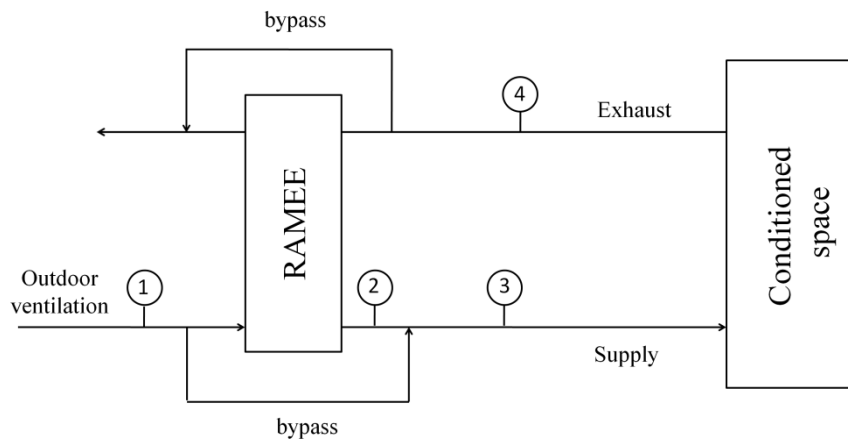 bypass
4
Exhaust
RAMEE
Conditioned
space
Outdoor
ventilation
1
2
3
Supply
bypass